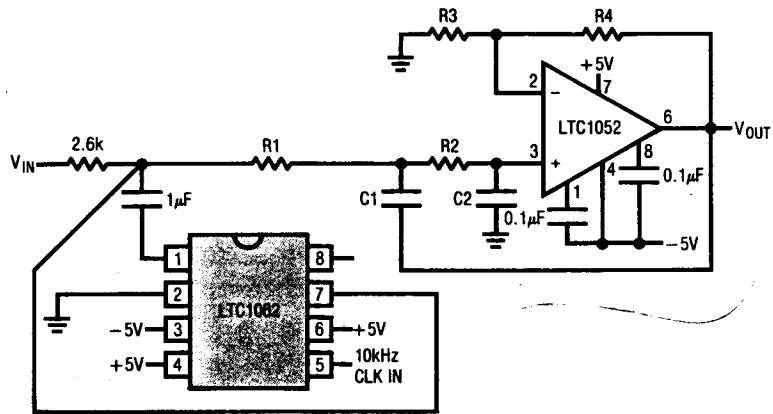 R3
R4
+5V
2
−
7
LTC1052
6
VOUT
VIN
2.6k
R1
R2
3
+
8
4
1
0.1μF
1μF
C1
C2
0.1μF
−5V
1
8
2
7
LTC1062
−5V
3
6
+5V
+5V
4
5
10kHz
CLK IN